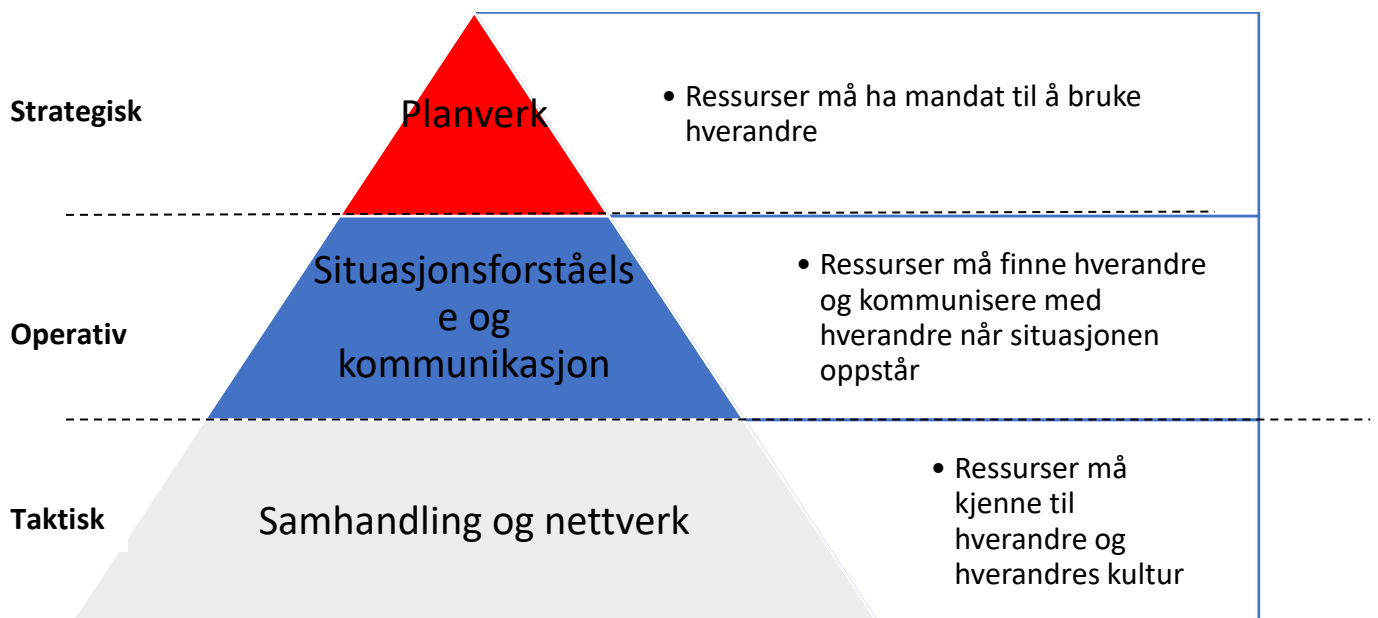 Strategisk
Planverk
• Ressurser må ha mandat til å bruke
hverandre
Operativ
Situasjonsforståels
e og
kommunikasjon
• Ressurser må finne hverandre
og kommunisere med
hverandre når situasjonen
oppstår
Taktisk
Samhandling og nettverk
• Ressurser må
kjenne til
hverandre og
hverandres kultur